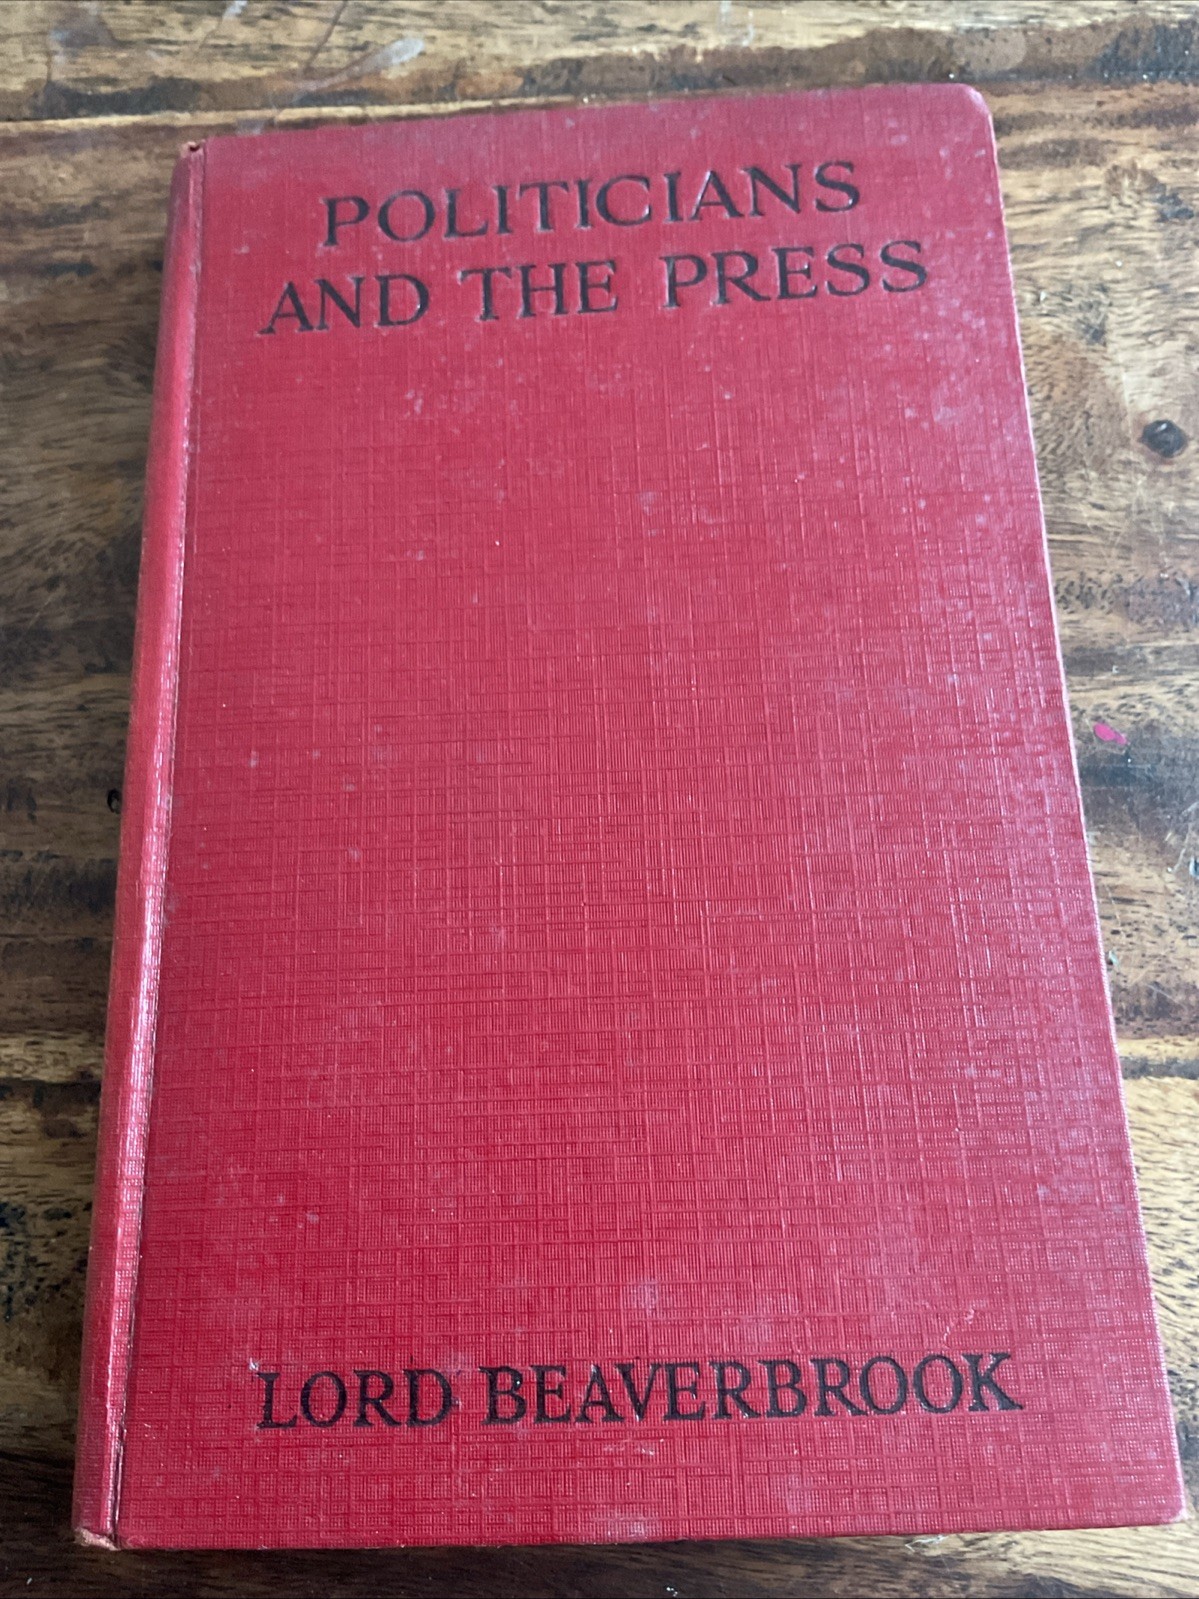 POLITICIANS
AND THE PRESS
LORD BEAVERBROOK